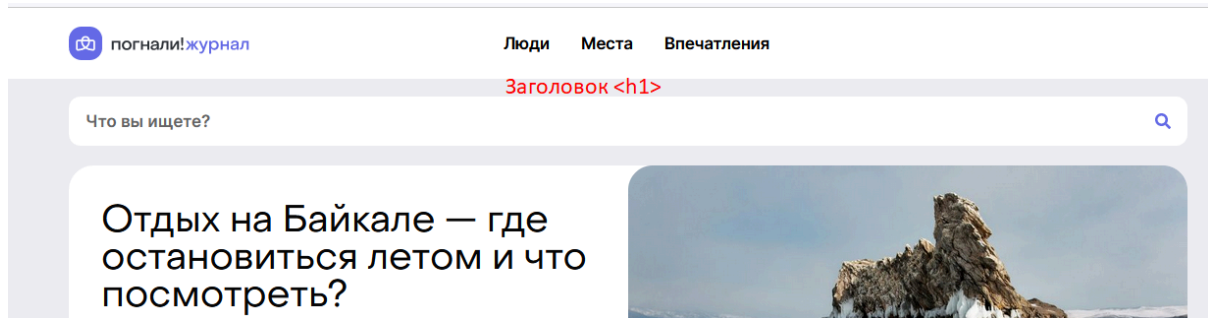 погнали!журнал
Люди Места Впечатления
Заголовок <h1>
Что вы ищете?
Отдых на Байкале — где
остановиться летом и что
посмотреть?